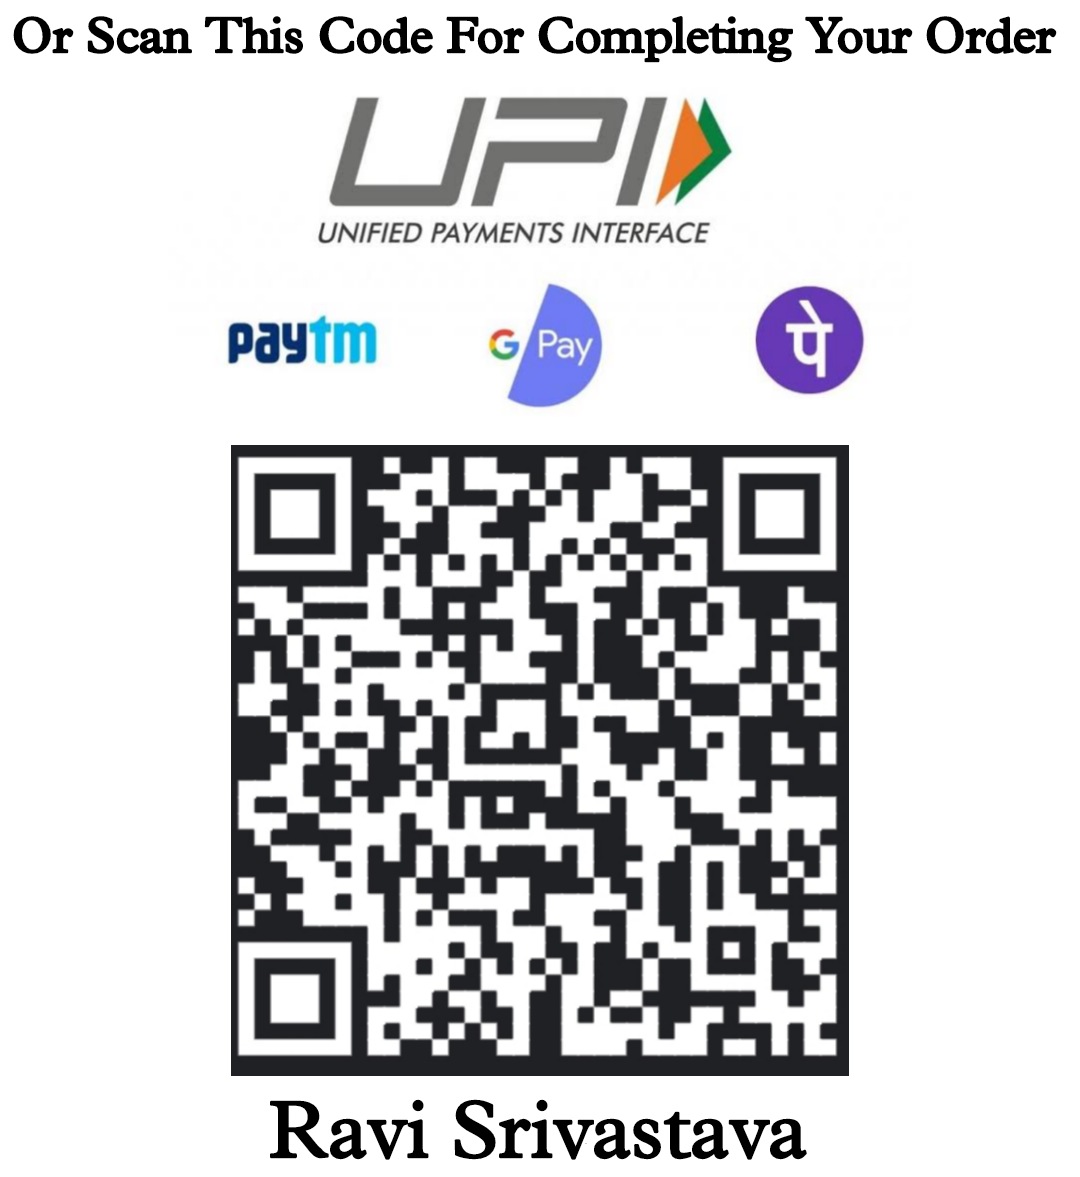 Or Scan This Code For Completing Your Order
UPI
UNIFIED PAYMENTS INTERFACE
paytm G Pay पे
Ravi Srivastava